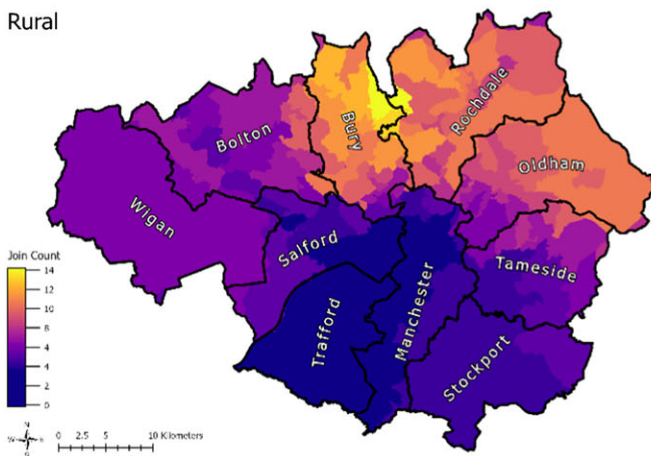 Rural
Bolton
Bury
Rochdale
Oldham
Wigan
Salford
Tameside
Trafford
Manchester
Stockport
Join Count
14
12
10
8
6
4
2
0
N
W
E
S
0 2.5 5 10 Kilometers